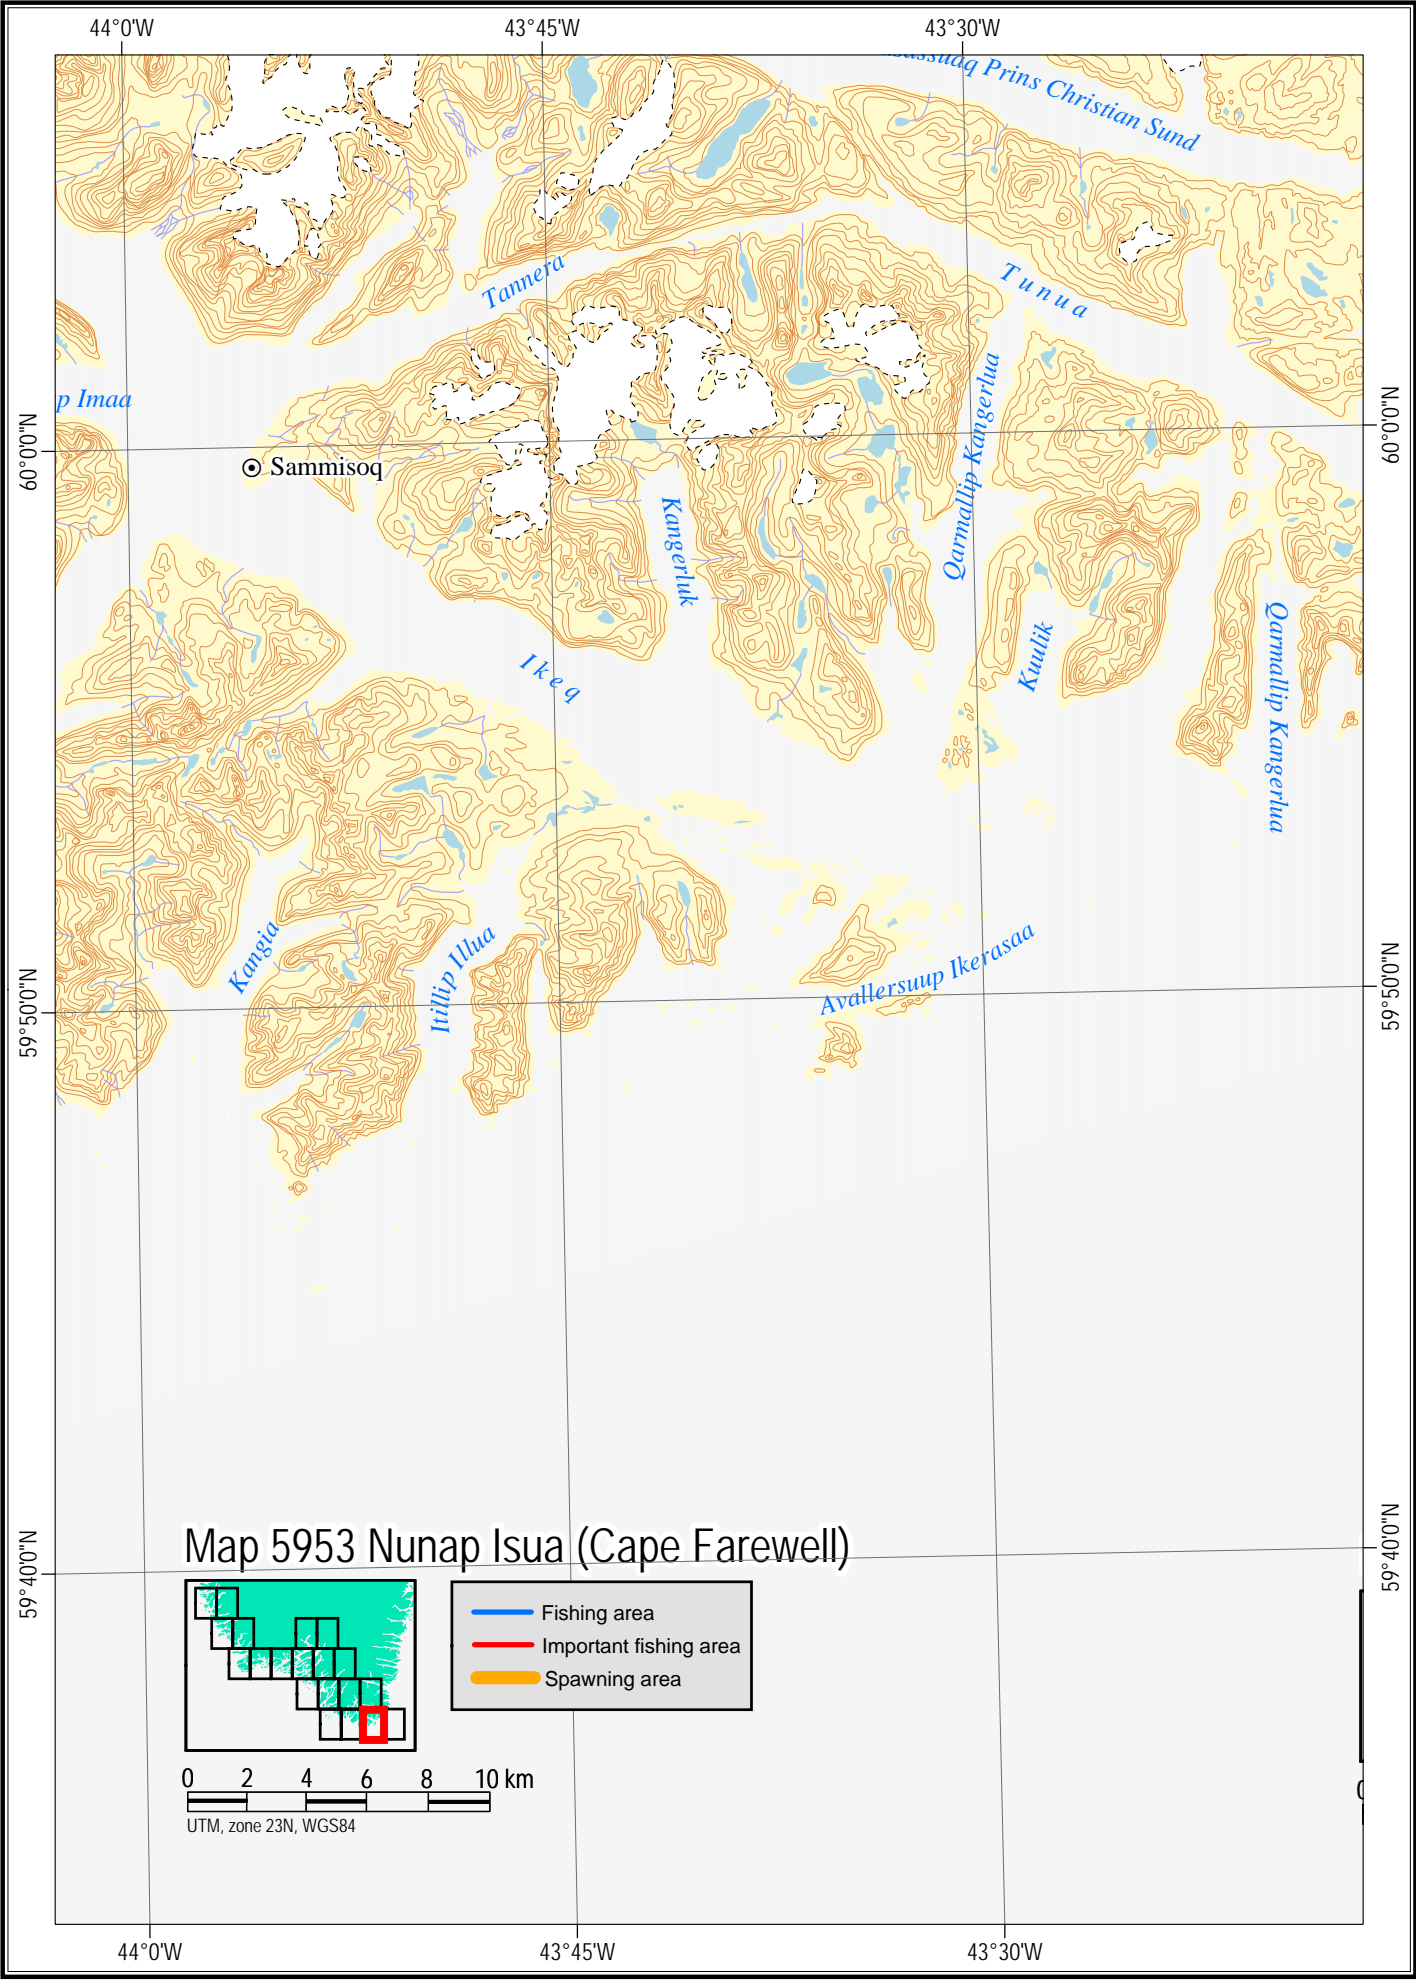 44°0'W 43°45'W 43°30'W
Prins Christian Sund
Tannera
Tunua
p Imaa
60°0'0"N
60°0'0"N
Sammisoq
Qarmallip Kangerlua
Kangerluk
Ikeq
Kuulik
Qarmallip Kangerlua
Kangia
Itillip Illua
Avallersuup Ikerasaa
59°50'0"N
59°50'0"N
Map 5953 Nunap Isua (Cape Farewell)
59°40'0"N
59°40'0"N
Fishing area
Important fishing area
Spawning area
0 2 4 6 8 10 km
UTM, zone 23N, WGS84
44°0'W 43°45'W 43°30'W